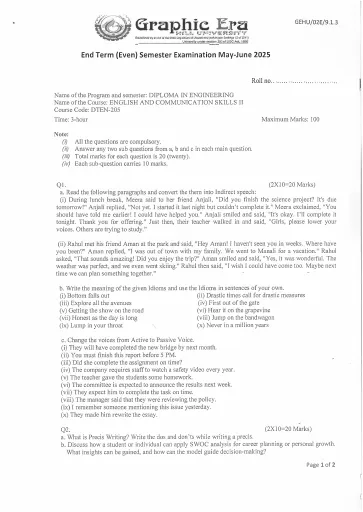 GEHU/02E/9.1.3
Graphic Era
HILL UNIVERSITY
End Term (Even) Semester Examination May-June 2025
Roll no.............................
Name of the Program and semester: DIPLOMA IN ENGINEERING
Name of the Course: ENGLISH AND COMMUNICATION SKILLS II
Course Code: DTEN-205
Time: 3-hour Maximum Marks: 100
Note:
(i) All the questions are compulsory.
(ii) Answer any two sub questions from a, b and c in each main question.
(iii) Total marks for each question is 20 (twenty).
(iv) Each sub-question carries 10 marks.
Q1. (2X10=20 Marks)
a. Read the following paragraphs and convert them into Indirect speech:
(i) During lunch break, Meena said to her friend Anjali, "Did you finish the science project? It's due
tomorrow!" Anjali replied, "Not yet. I started it last night but couldn't complete it." Meera exclaimed, "You
should have told me earlier! I could have helped you." Anjali smiled and said, "It's okay. I'll complete it
tonight. Thank you for offering." Just then, their teacher walked in and said, "Girls, please lower your
voices. Others are trying to study."
(ii) Rahul met his friend Aman at the park and said, "Hey Aman! I haven't seen you in weeks. Where have
you been?" Aman replied, "I was out of town with my family. We went to Manali for a vacation." Rahul
asked, "That sounds amazing! Did you enjoy the trip?" Aman smiled and said, "Yes, it was wonderful. The
weather was perfect, and we even went skiing." Rahul then said, "I wish I could have come too. Maybe next
time we can plan something together."
b. Write the meaning of the given Idioms and use the Idioms in sentences of your own.
(i) Bottom falls out (ii) Drastic times call for drastic measures
(iii) Explore all the avenues (iv) First out of the gate
(v) Getting the show on the road (vi) Hear it on the grapevine
(vii) Honest as the day is long (viii) Jump on the bandwagon
(ix) Lump in your throat (x) Never in a million years
c. Change the voices from Active to Passive Voice.
(i) They will have completed the new bridge by next month.
(ii) You must finish this report before 5 PM.
(iii) Did she complete the assignment on time?
(iv) The company requires staff to watch a safety video every year.
(v) The teacher gave the students some homework.
(vi) The committee is expected to announce the results next week.
(vii) They expect him to complete the task on time.
(viii) The manager said that they were reviewing the policy.
(ix) I remember someone mentioning this issue yesterday.
(x) They made him rewrite the essay.
Q2. (2X10=20 Marks)
a. What is Precis Writing? Write the dos and don'ts while writing a precis.
b. Discuss how a student or individual can apply SWOC analysis for career planning or personal growth.
What insights can be gained, and how can the model guide decision-making?
Page 1 of 2